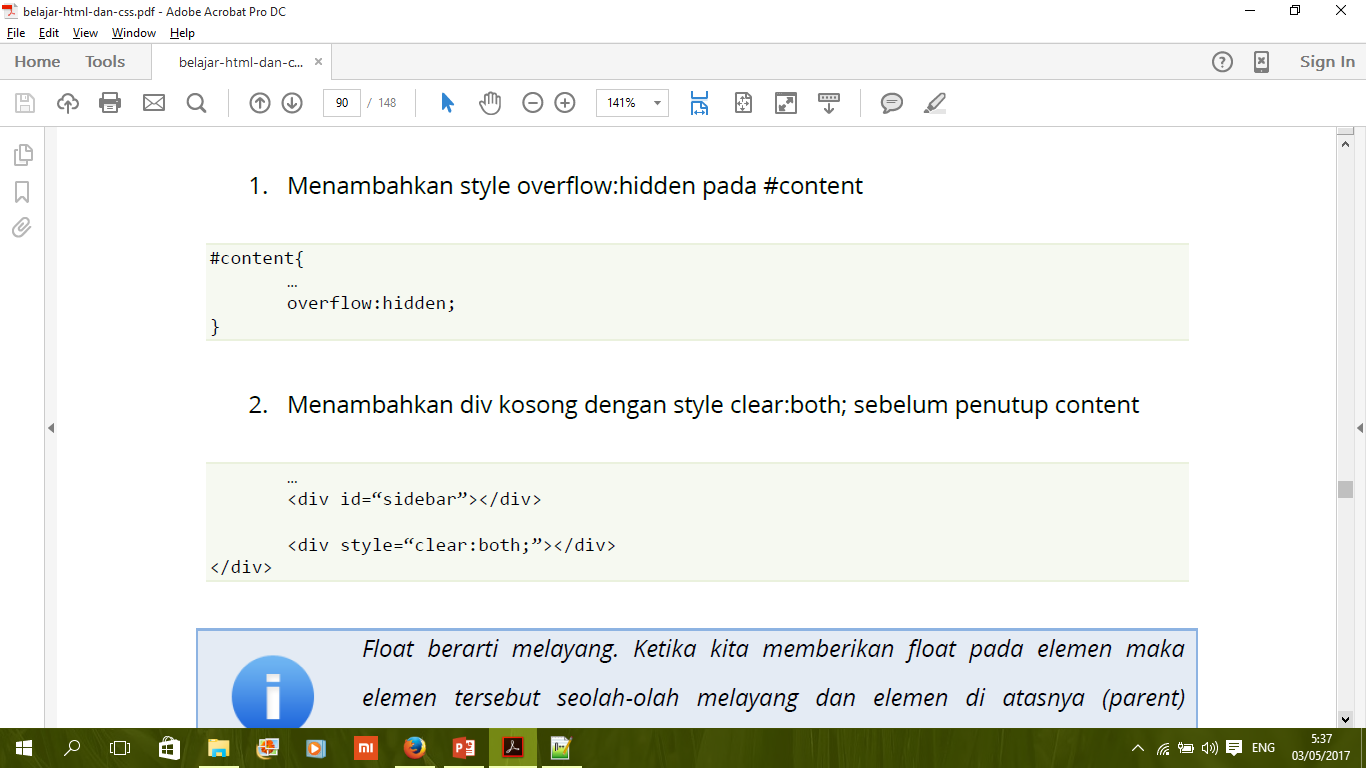 belajar-html-dan-css.pdf - Adobe Acrobat Pro DC
File Edit View Window Help
Home Tools belajar-html-dan-c... × ? Sign In
90 / 148 141%
1. Menambahkan style overflow:hidden pada #content
#content{
…
overflow:hidden;
}
2. Menambahkan div kosong dengan style clear:both; sebelum penutup content
…
<div id=“sidebar”></div>
<div style=“clear:both;”></div>
</div>
Float berarti melayang. Ketika kita memberikan float pada elemen maka
elemen tersebut seolah-olah melayang dan elemen di atasnya (parent)
mi ENG 5:37
03/05/2017